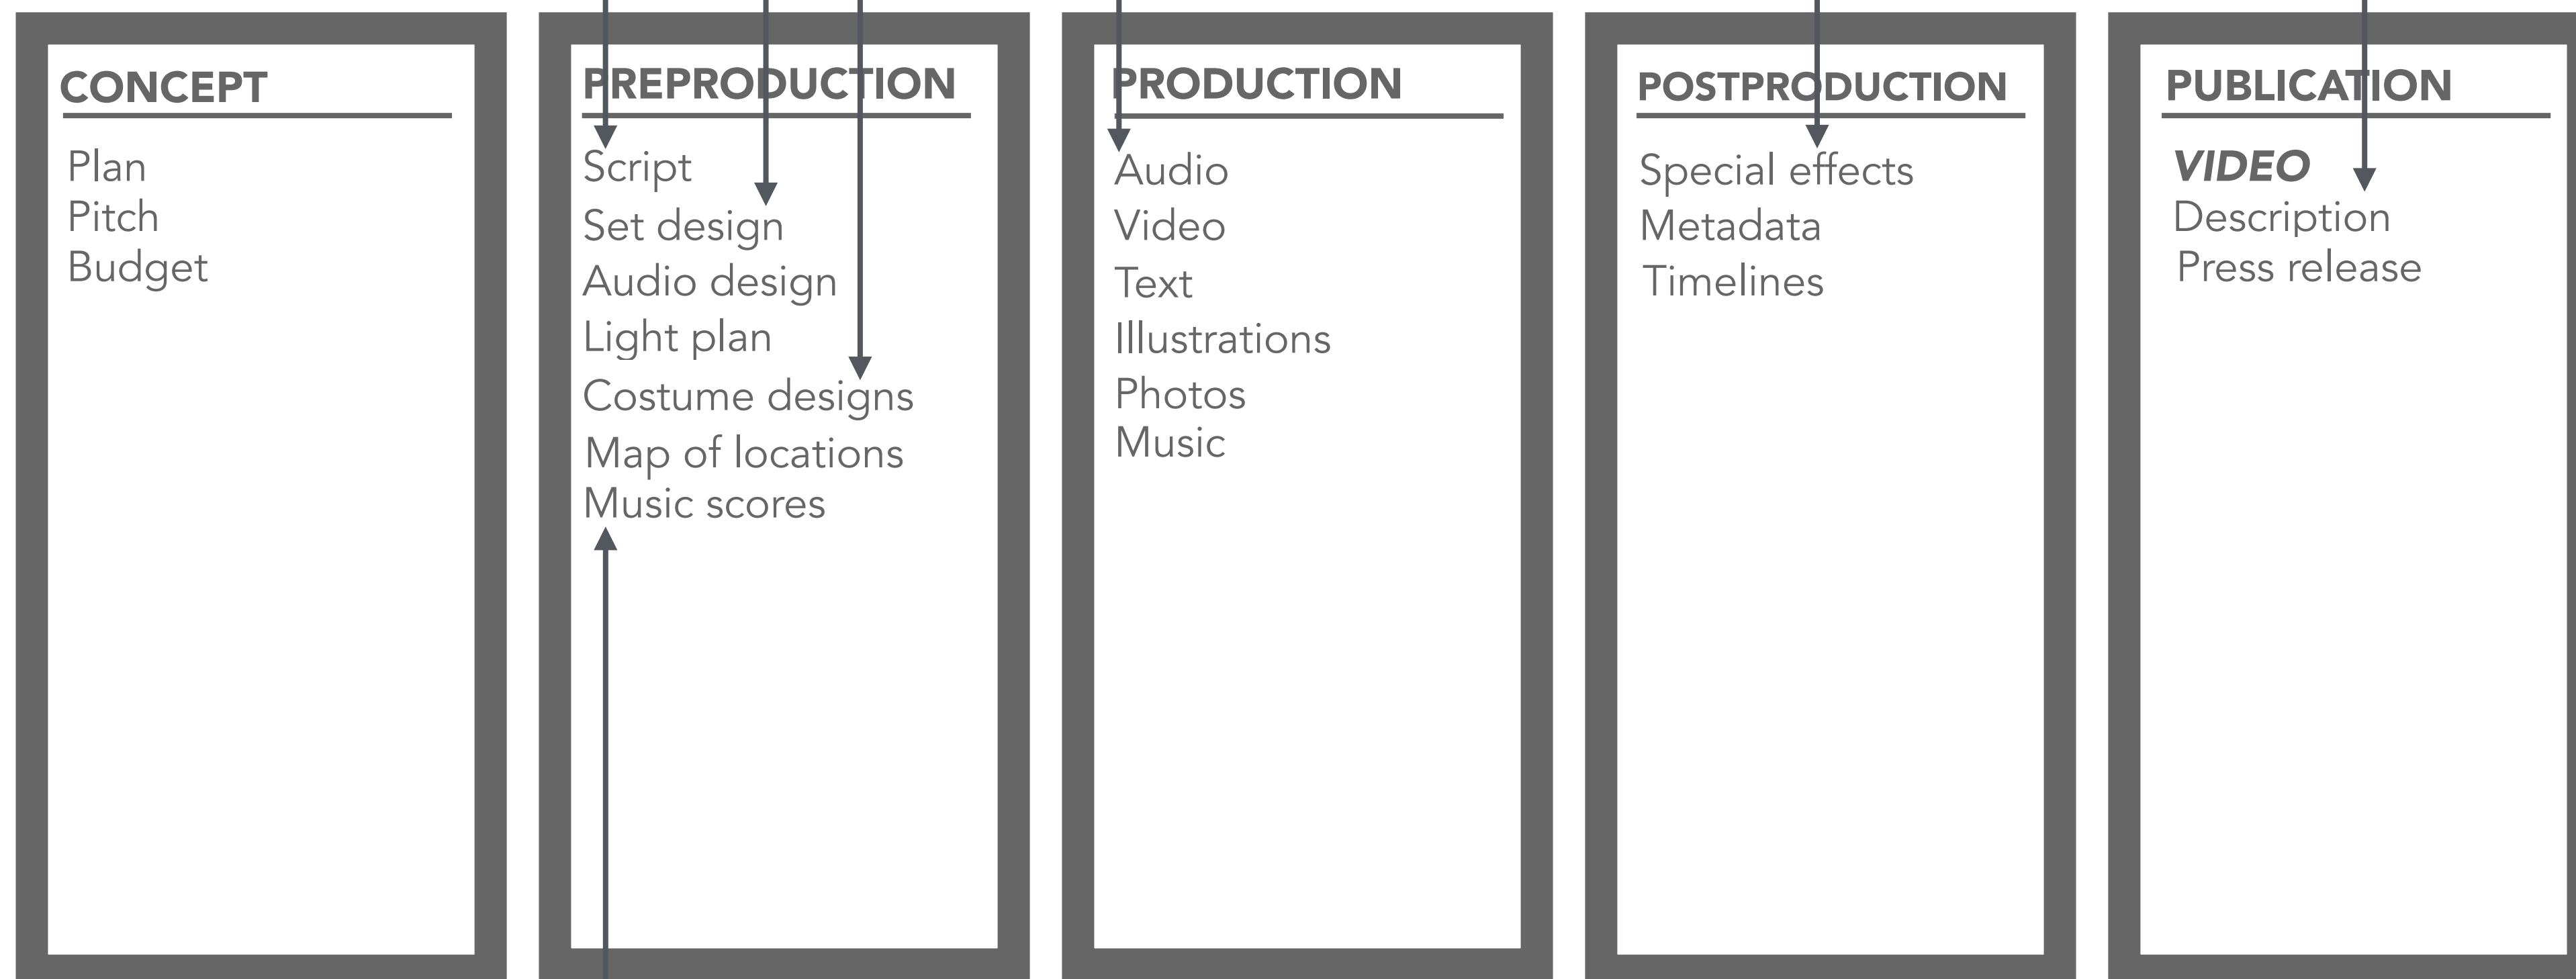 CONCEPT
Plan
Pitch
Budget
PREPRODUCTION
Script
Set design
Audio design
Light plan
Costume designs
Map of locations
Music scores
PRODUCTION
Audio
Video
Text
Illustrations
Photos
Music
POSTPRODUCTION
Special effects
Metadata
Timelines
PUBLICATION
VIDEO
Description
Press release